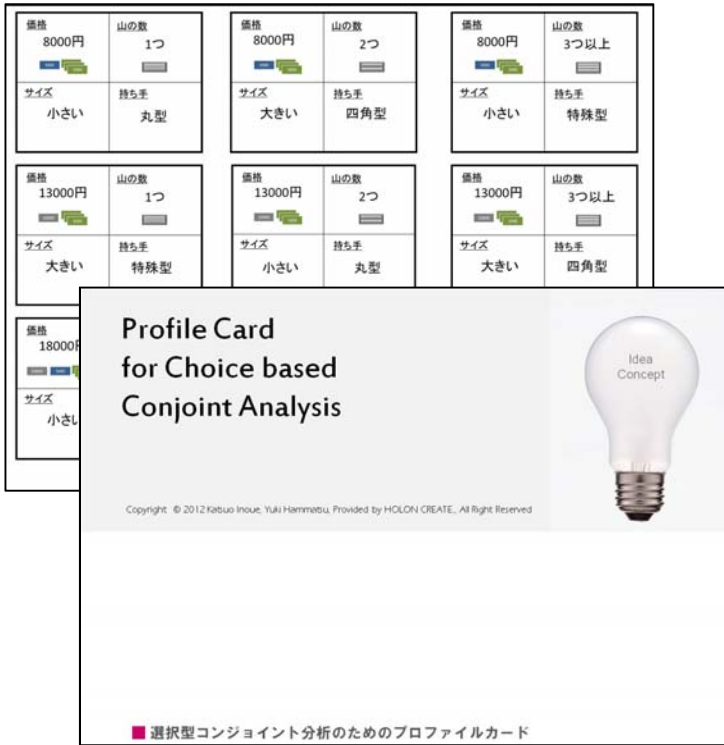 価格
8000円
山の数
1つ
サイズ
小さい
持ち手
丸型
価格
8000円
山の数
2つ
サイズ
大きい
持ち手
四角型
価格
8000円
山の数
3つ以上
サイズ
小さい
持ち手
特殊型
価格
13000円
山の数
1つ
サイズ
大きい
持ち手
特殊型
価格
13000円
山の数
2つ
サイズ
小さい
持ち手
丸型
価格
13000円
山の数
3つ以上
サイズ
大きい
持ち手
四角型
価格
18000
サイズ
小さ
Profile Card
for Choice based
Conjoint Analysis
Idea
Concept
Copyright © 2012 Katsuo Inoue, Yuki Hammatsu, Provided by HOLON CREATE., All Right Reserved
選択型コンジョイント分析のためのプロファイルカード